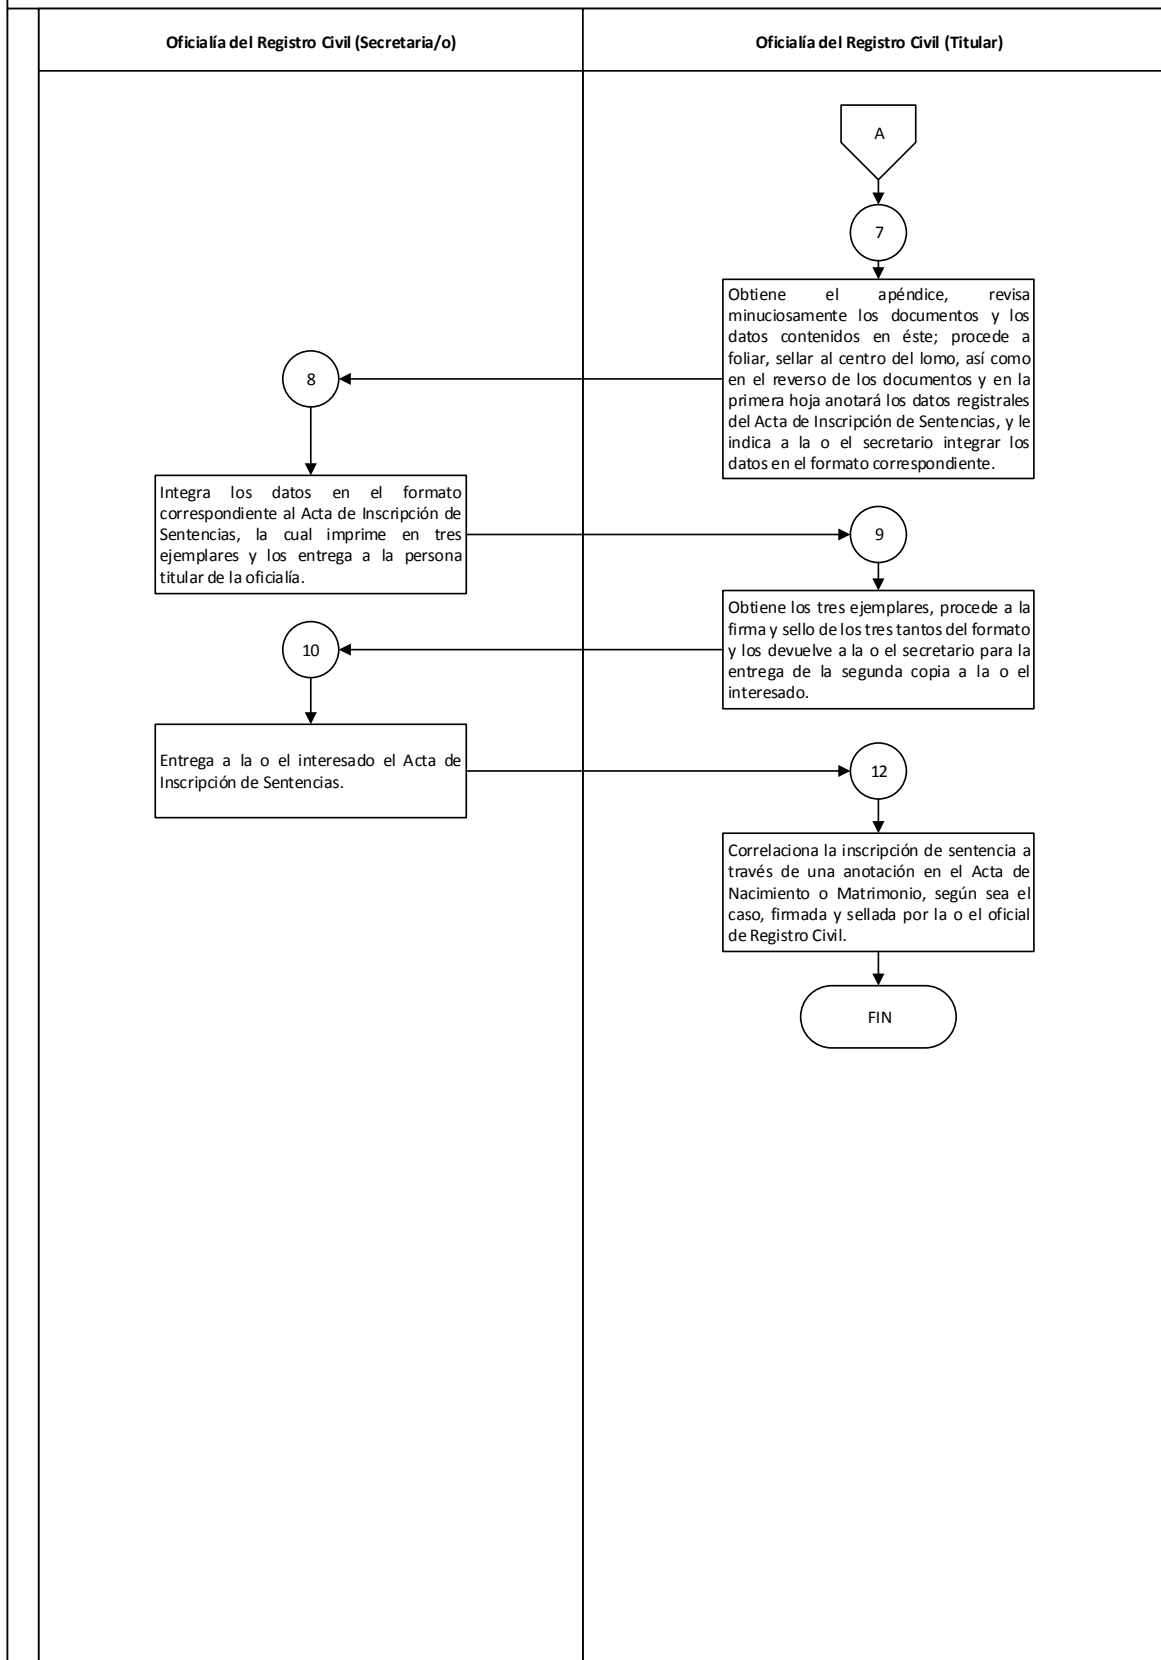 Oficialía del Registro Civil (Secretaria/o)
Oficialía del Registro Civil (Titular)
A
7
Obtiene el apéndice, revisa
minuciosamente los documentos y los
datos contenidos en éste; procede a
foliar, sellar al centro del lomo, así como
en el reverso de los documentos y en la
primera hoja anotará los datos registrales
del Acta de Inscripción de Sentencias, y le
indica a la o el secretario integrar los
datos en el formato correspondiente.
8
Integra los datos en el formato
correspondiente al Acta de Inscripción de
Sentencias, la cual imprime en tres
ejemplares y los entrega a la persona
titular de la oficialía.
9
Obtiene los tres ejemplares, procede a la
firma y sello de los tres tantos del formato
y los devuelve a la o el secretario para la
entrega de la segunda copia a la o el
interesado.
10
Entrega a la o el interesado el Acta de
Inscripción de Sentencias.
12
Correlaciona la inscripción de sentencia a
través de una anotación en el Acta de
Nacimiento o Matrimonio, según sea el
caso, firmada y sellada por la o el oficial
de Registro Civil.
FIN